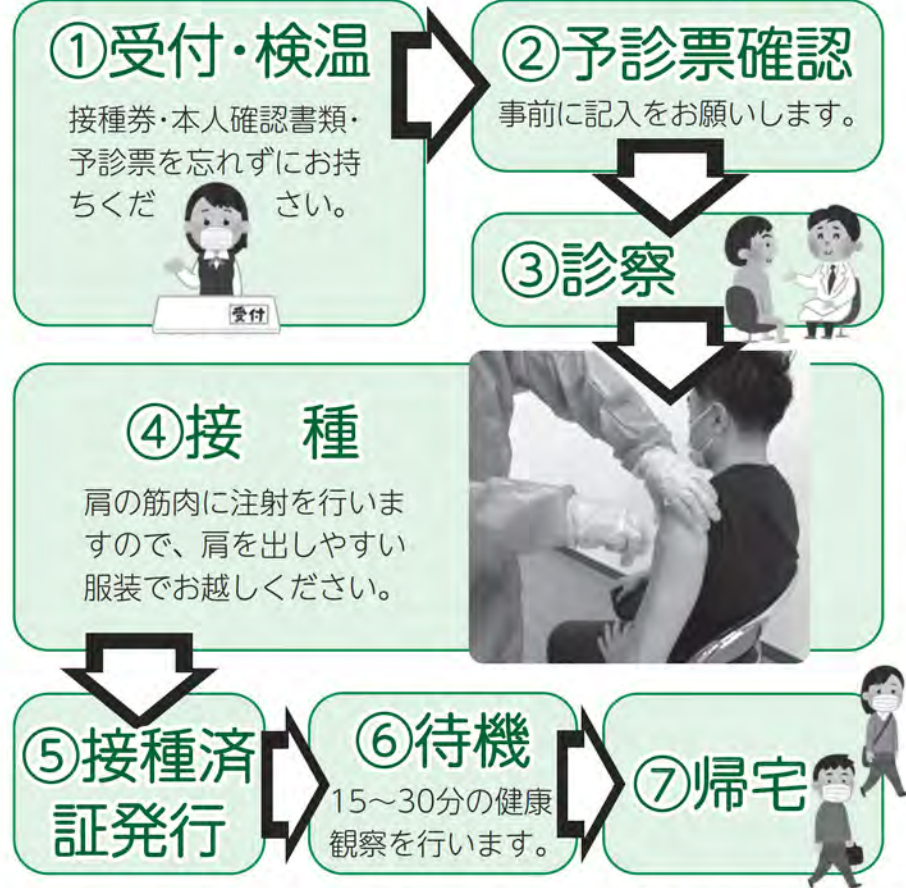 ①受付・検温
接種券・本人確認書類・
予診票を忘れずにお持
ちくだ さい。
受付
②予診票確認
事前に記入をお願いします。
③診察
④接 種
肩の筋肉に注射を行いま
すので、肩を出しやすい
服装でお越しください。
⑤接種済
証発行
⑥待機
15～30分の健康
観察を行います。
⑦帰宅